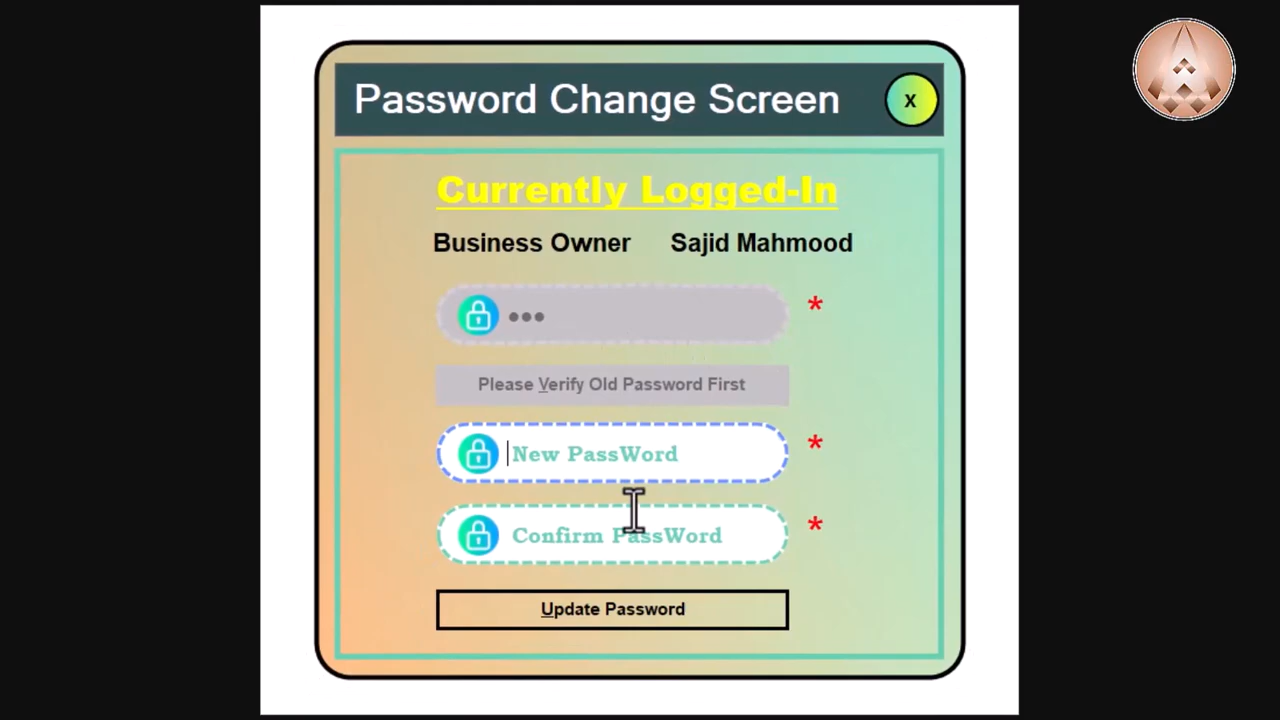 Password Change Screen x
Currently Logged-In
Business Owner Sajid Mahmood
*
Please Verify Old Password First
New PassWord *
Confirm PassWord *
Update Password